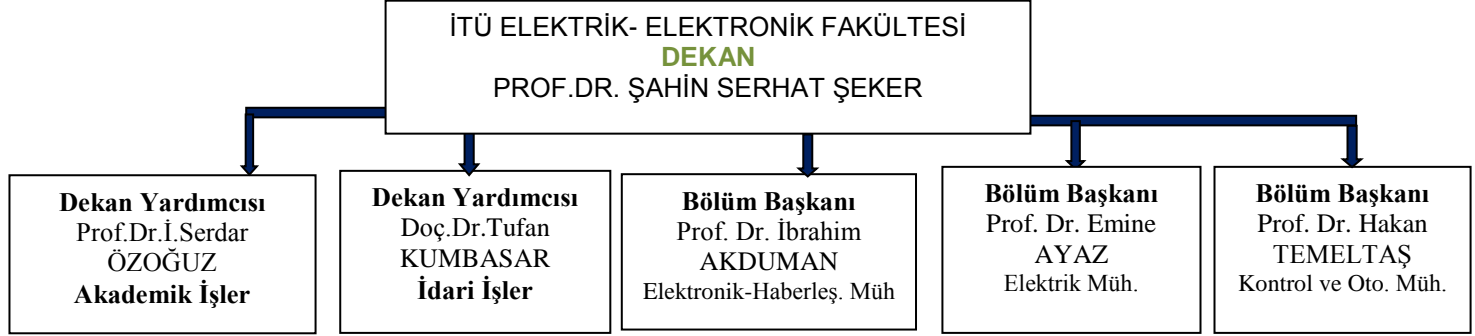 İTÜ ELEKTRİK- ELEKTRONİK FAKÜLTESİ
DEKAN
PROF.DR. ŞAHİN SERHAT ŞEKER
Dekan Yardımcısı
Prof.Dr.İ.Serdar
ÖZOĞUZ
Akademik İşler
Dekan Yardımcısı
Doç.Dr.Tufan
KUMBASAR
İdari İşler
Bölüm Başkanı
Prof. Dr. İbrahim
AKDUMAN
Elektronik-Haberleş. Müh
Bölüm Başkanı
Prof. Dr. Emine
AYAZ
Elektrik Müh.
Bölüm Başkanı
Prof. Dr. Hakan
TEMELTAŞ
Kontrol ve Oto. Müh.